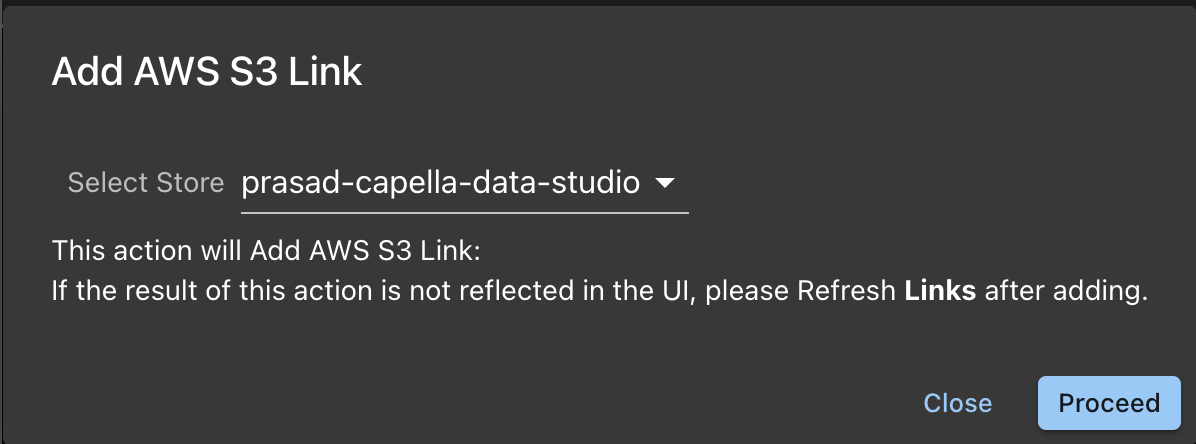 Add AWS S3 Link
Select Store prasad-capella-data-studio
This action will Add AWS S3 Link:
If the result of this action is not reflected in the UI, please Refresh Links after adding.
Close Proceed